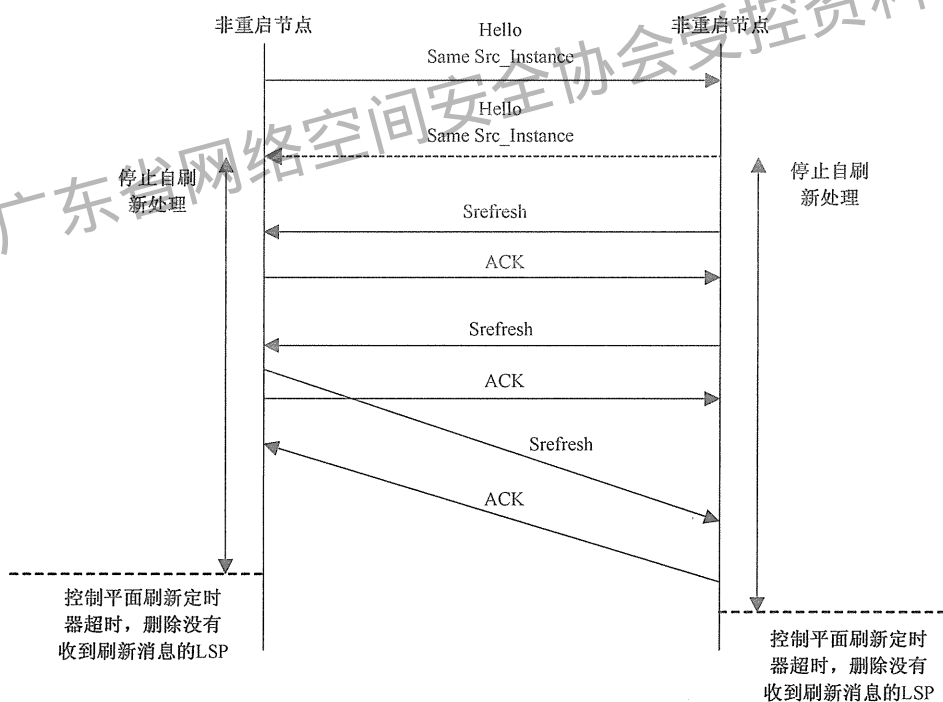 非重启节点
非重启节点
Hello
Same Src_Instance
Hello
Same Src_Instance
停止自刷
新处理
停止自刷
新处理
Srefresh
ACK
Srefresh
ACK
Srefresh
ACK
控制平面刷新定时
器超时，删除没有
收到刷新消息的LSP
控制平面刷新定时
器超时，删除没有
收到刷新消息的LSP
广东省网络空间安全协会受控资料